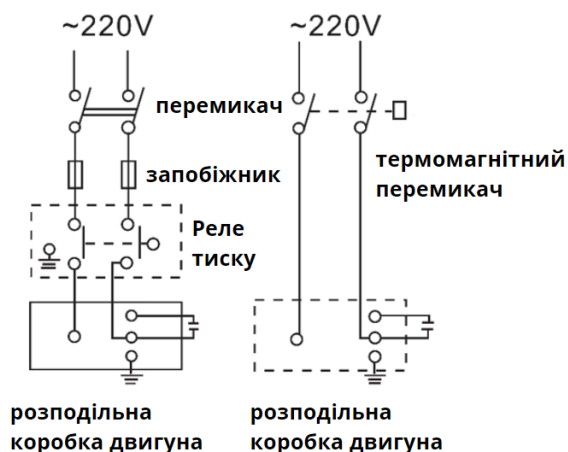 ~220V
~220V
перемикач
термомагнітний
перемикач
запобіжник
Реле
тиску
розподільна
коробка двигуна
розподільна
коробка двигуна